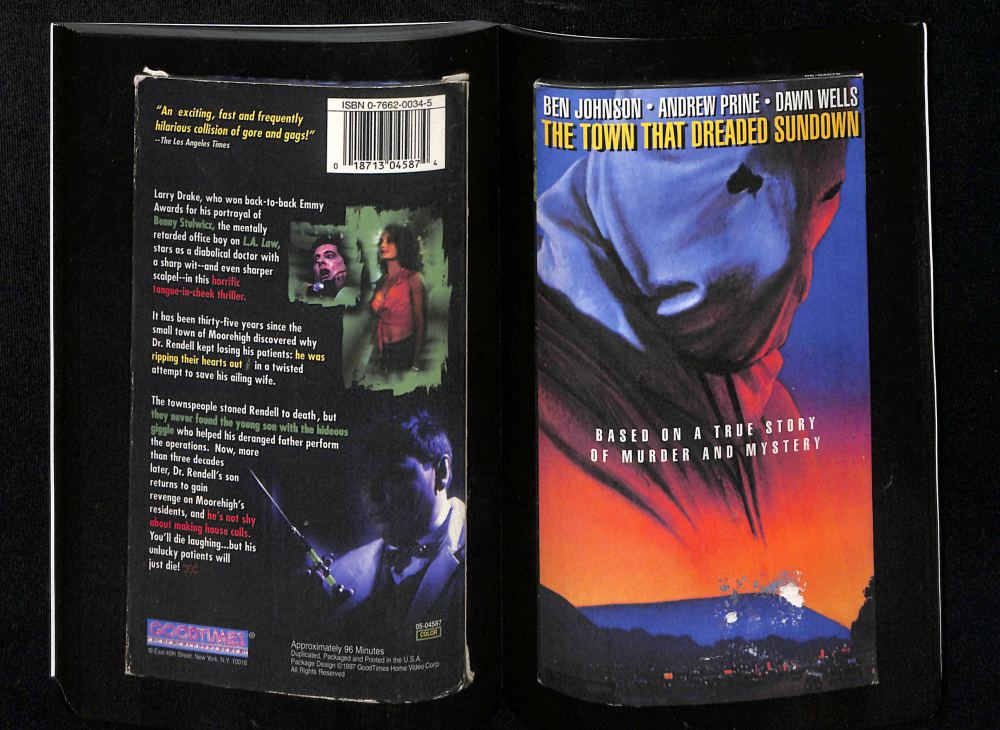 "An exciting, fast and frequently
hilarious collision of gore and gags!"
--The Los Angeles Times
ISBN 0-7662-0034-5
0 18713 04587 4
Larry Drake, who won back-to-back Emmy
Awards for his portrayal of
Benny Stulwicz, the mentally
retarded office boy on L.A. Law,
stars as a diabolical doctor with
a sharp wit--and even sharper
scalpel--in this horrific
tongue-in-cheek thriller.
It has been thirty-five years since the
small town of Moorehigh discovered why
Dr. Rendell kept losing his patients: he was
ripping their hearts out in a twisted
attempt to save his ailing wife.
The townspeople stoned Rendell to death, but
they never found the young son with the hideous
giggle who helped his deranged father perform
the operations. Now, more
than three decades
later, Dr. Rendell's son
returns to gain
revenge on Moorehigh's
residents, and he's not shy
about making house calls.
You'll die laughing...but his
unlucky patients will
just die!
GOODTIMES®
16 East 40th Street, New York, N.Y. 10016
Approximately 96 Minutes
Duplicated, Packaged and Printed in the U.S.A.
Package Design ©1997 GoodTimes Home Video Corp.
All Rights Reserved
05-04587
COLOR
BEN JOHNSON • ANDREW PRINE • DAWN WELLS
THE TOWN THAT DREADED SUNDOWN
BASED ON A TRUE STORY
OF MURDER AND MYSTERY